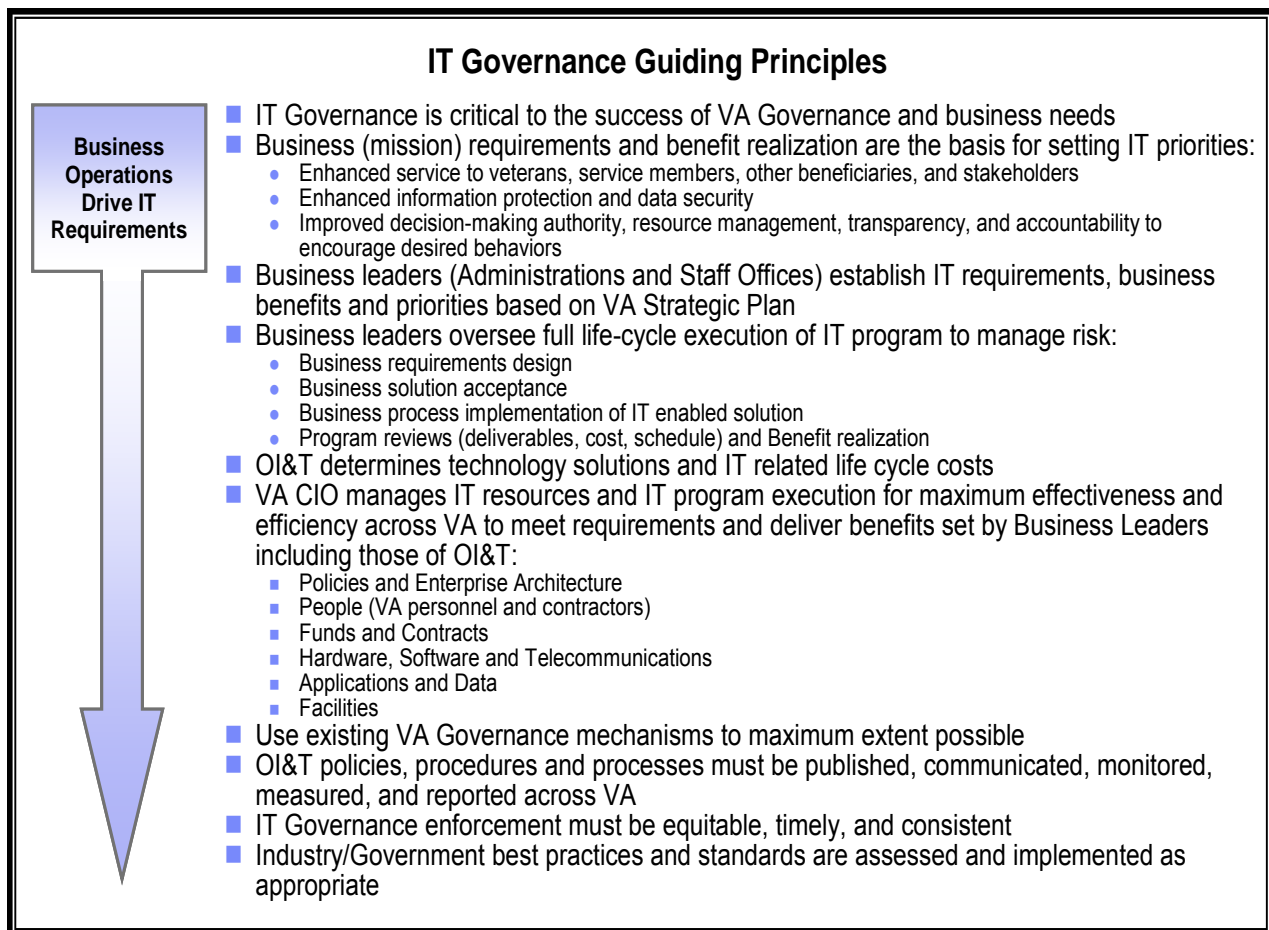 IT Governance Guiding Principles
Business
Operations
Drive IT
Requirements
IT Governance is critical to the success of VA Governance and business needs
Business (mission) requirements and benefit realization are the basis for setting IT priorities:
Enhanced service to veterans, service members, other beneficiaries, and stakeholders
Enhanced information protection and data security
Improved decision-making authority, resource management, transparency, and accountability to
encourage desired behaviors
Business leaders (Administrations and Staff Offices) establish IT requirements, business
benefits and priorities based on VA Strategic Plan
Business leaders oversee full life-cycle execution of IT program to manage risk:
Business requirements design
Business solution acceptance
Business process implementation of IT enabled solution
Program reviews (deliverables, cost, schedule) and Benefit realization
OI&T determines technology solutions and IT related life cycle costs
VA CIO manages IT resources and IT program execution for maximum effectiveness and
efficiency across VA to meet requirements and deliver benefits set by Business Leaders
including those of OI&T:
Policies and Enterprise Architecture
People (VA personnel and contractors)
Funds and Contracts
Hardware, Software and Telecommunications
Applications and Data
Facilities
Use existing VA Governance mechanisms to maximum extent possible
OI&T policies, procedures and processes must be published, communicated, monitored,
measured, and reported across VA
IT Governance enforcement must be equitable, timely, and consistent
Industry/Government best practices and standards are assessed and implemented as
appropriate